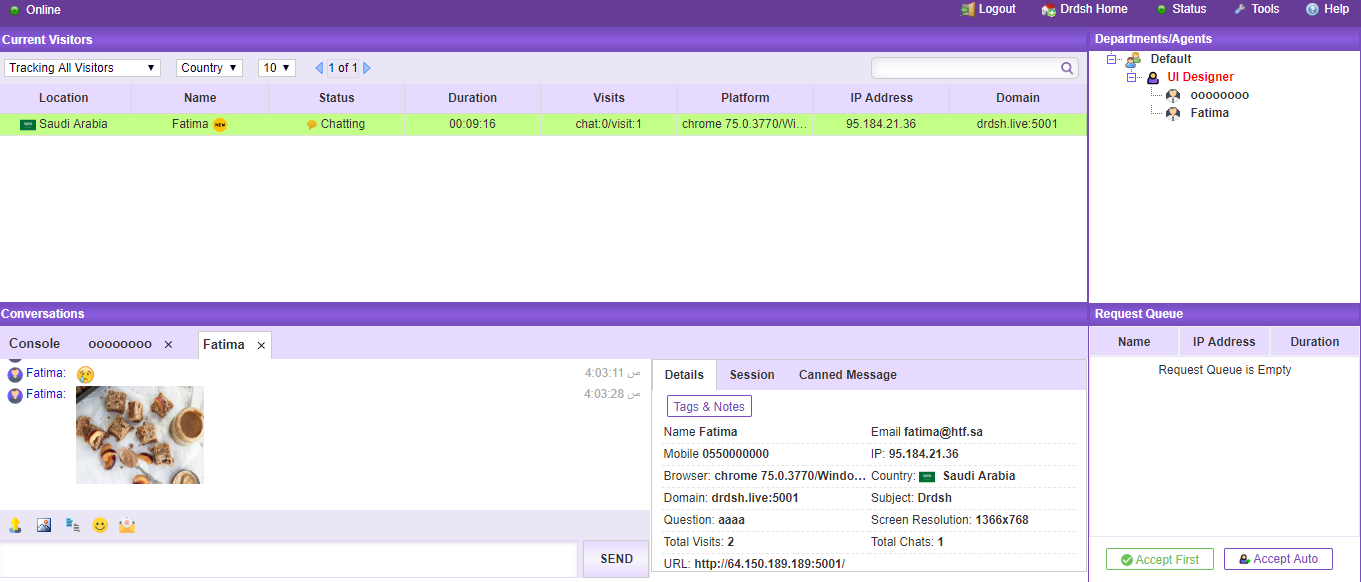 Online
Logout Drdsh Home Status Tools Help
Current Visitors
Tracking All Visitors Country 10 1 of 1
Location Name Status Duration Visits Platform IP Address Domain
Saudi Arabia Fatima NEW Chatting 00:09:16 chat:0/visit:1 chrome 75.0.3770/Wi... 95.184.21.36 drdsh.live:5001
Departments/Agents
Default
UI Designer
oooooooo
Fatima
Conversations
Console oooooooo × Fatima ×
Fatima: 4:03:11 ص
Fatima: 4:03:28 ص
SEND
Details Session Canned Message
Tags & Notes
Name Fatima Email fatima@htf.sa
Mobile 0550000000 IP: 95.184.21.36
Browser: chrome 75.0.3770/Windo... Country: Saudi Arabia
Domain: drdsh.live:5001 Subject: Drdsh
Question: aaaa Screen Resolution: 1366x768
Total Visits: 2 Total Chats: 1
URL: http://64.150.189.189:5001/
Request Queue
Name IP Address Duration
Request Queue is Empty
Accept First Accept Auto